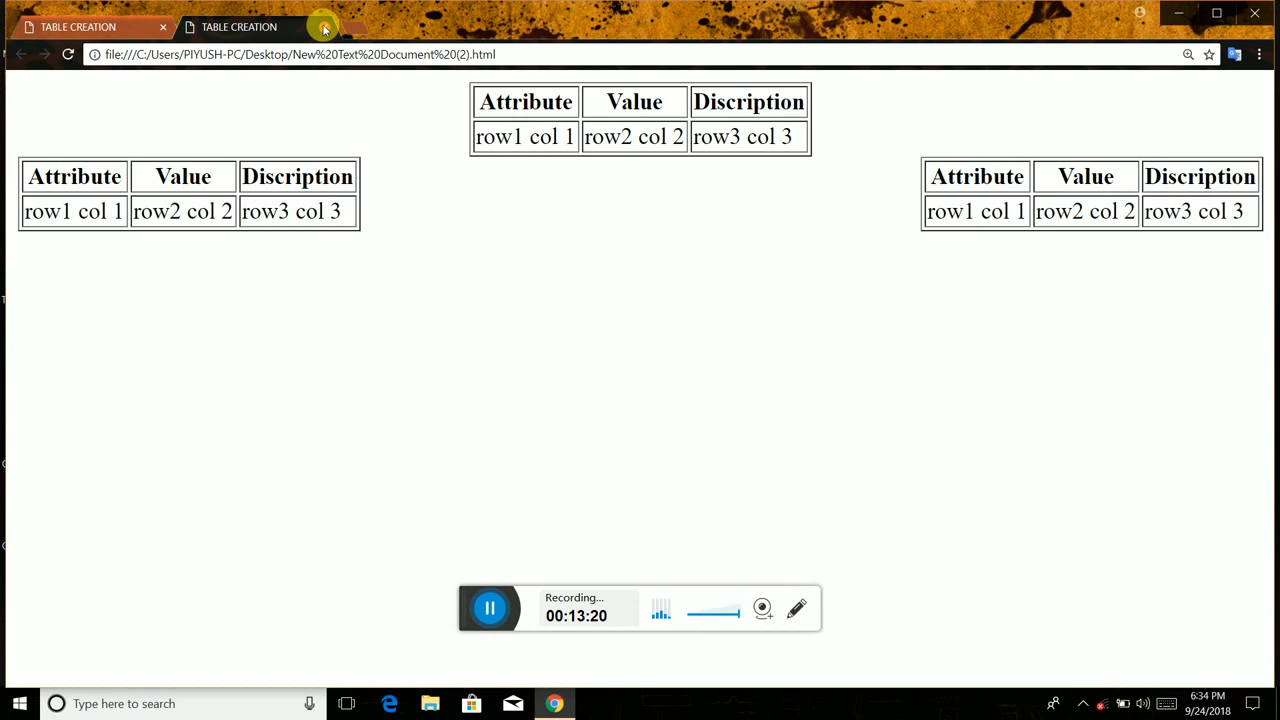 TABLE CREATION
TABLE CREATION
file:///C:/Users/PIYUSH-PC/Desktop/New%20Text%20Document%20(2).html
Attribute Value Discription
row1 col 1 row2 col 2 row3 col 3
Attribute Value Discription
row1 col 1 row2 col 2 row3 col 3
Attribute Value Discription
row1 col 1 row2 col 2 row3 col 3
Recording...
00:13:20
Type here to search
6:34 PM
9/24/2018